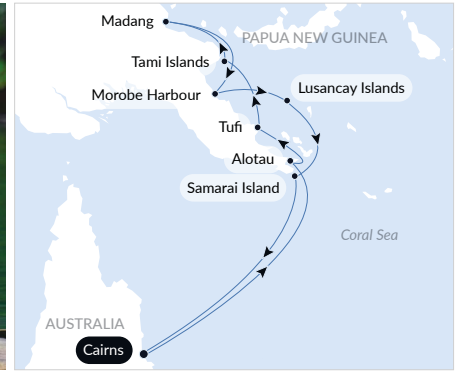 Madang
PAPUA NEW GUINEA
Tami Islands
Lusancay Islands
Morobe Harbour
Tufi
Alotau
Samarai Island
Coral Sea
AUSTRALIA
Cairns